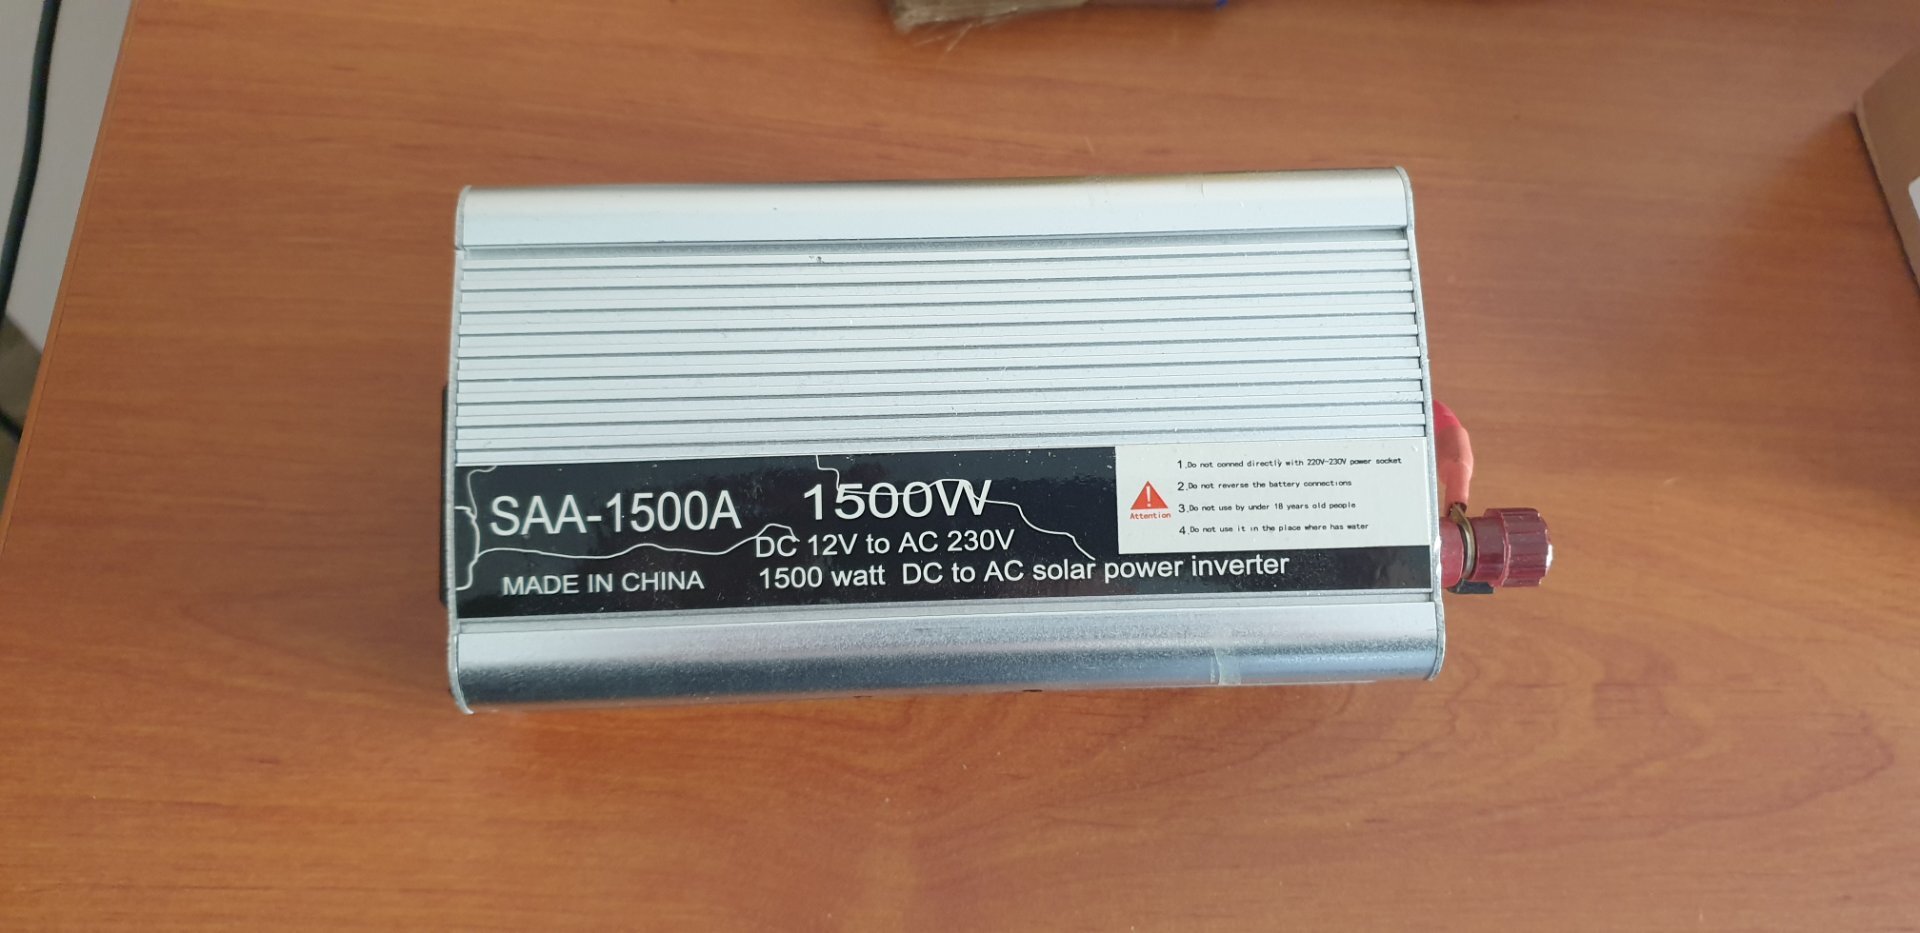 SAA-1500A
MADE IN CHINA
1500W
DC 12V to AC 230V
1500 watt DC to AC solar power inverter
Attention
1.Do not conned directly with 220V-230V power socket
2.Do not reverse the battery connections
3.Do not use by under 18 years old people
4.Do not use it in the place where has water